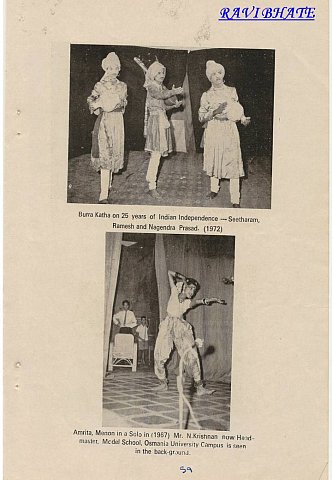 RAVIBHATE
Burra Katha on 25 years of Indian Independence — Seetharam,
Ramesh and Nagendra Prasad. (1972)
Amrita, Menon in a Solo in (1967) Mr. N.Krishnan now Head-
master, Model School, Osmania University Campus is seen
in the back-ground.
59